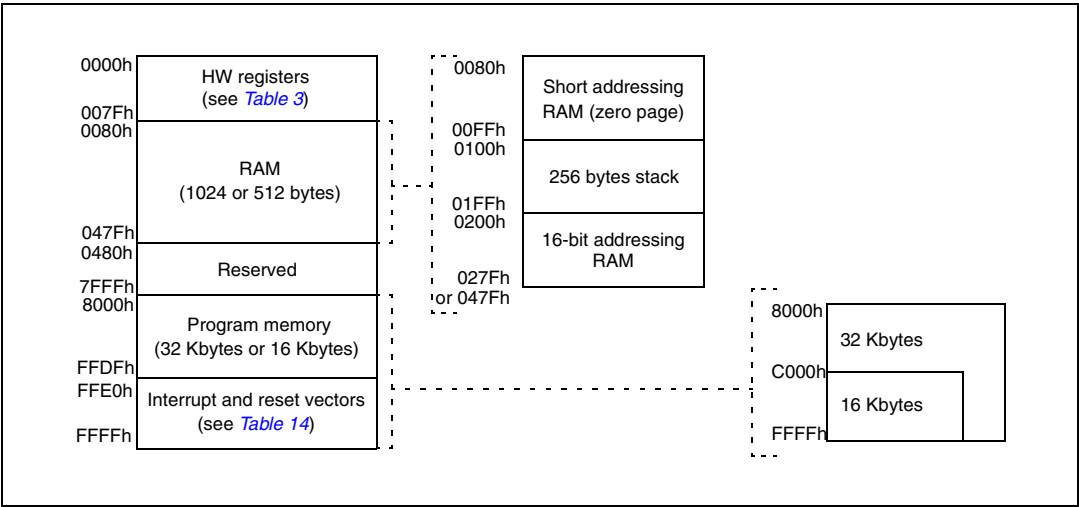 0000h
HW registers
(see Table 3)
007Fh
0080h
RAM
(1024 or 512 bytes)
047Fh
0480h
Reserved
7FFFh
8000h
Program memory
(32 Kbytes or 16 Kbytes)
FFDFh
FFE0h
Interrupt and reset vectors
(see Table 14)
FFFFh
0080h
Short addressing
RAM (zero page)
00FFh
0100h
256 bytes stack
01FFh
0200h
16-bit addressing
RAM
027Fh
or 047Fh
8000h
32 Kbytes
C000h
16 Kbytes
FFFFh